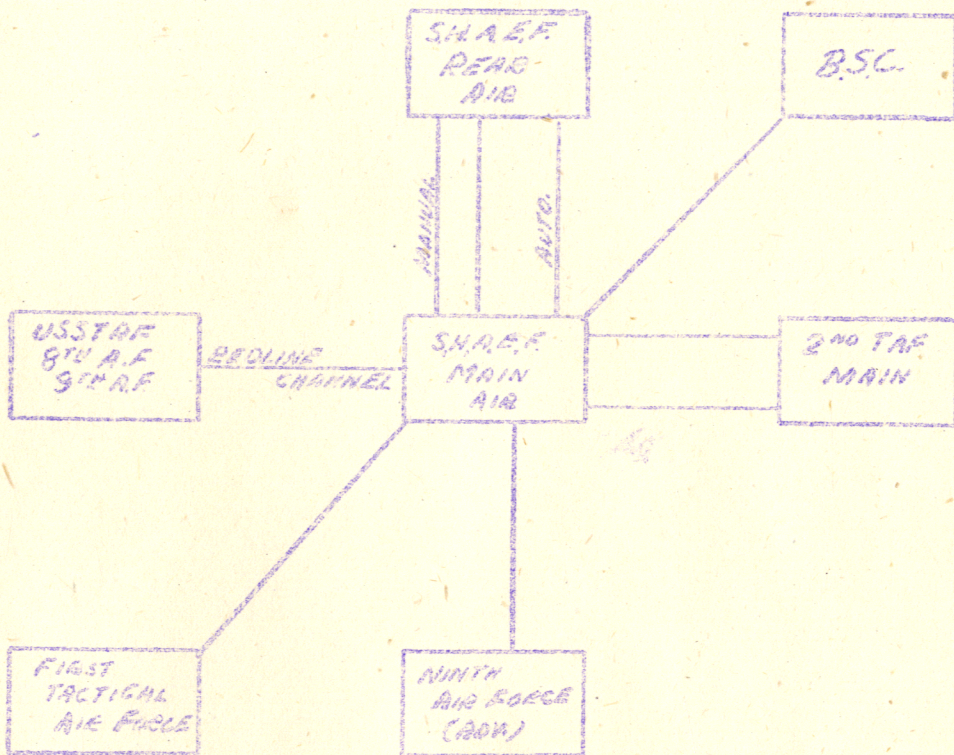 S.H.A.E.F.
REAR
AIR
B.S.C.
MANUAL
AUTO.
USSTAF
8TH A.F
9TH A.F
REDLINE
CHANNEL
S.H.A.E.F.
MAIN
AIR
2ND TAF
MAIN
FIRST
TACTICAL
AIR FORCE
NINTH
AIR FORCE
(ADV)